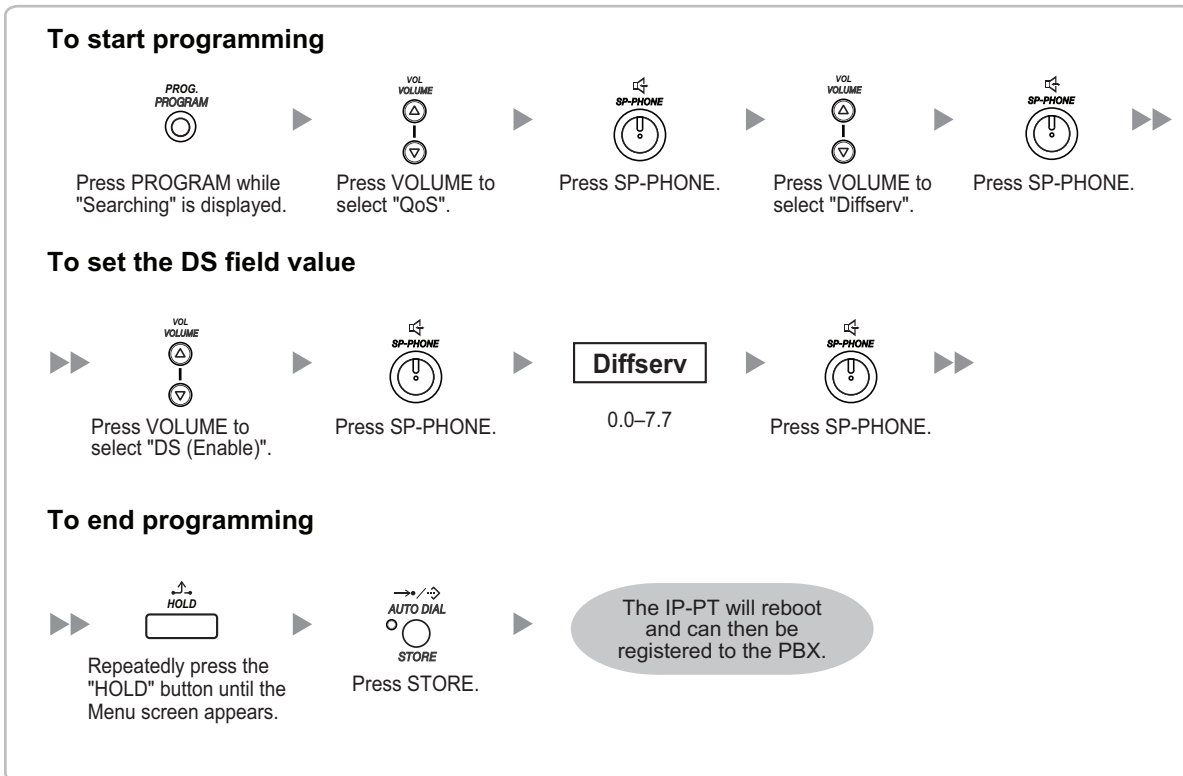 To start programming
PROG.
PROGRAM
VOL
VOLUME
SP-PHONE
VOL
VOLUME
SP-PHONE
Press PROGRAM while
"Searching" is displayed.
Press VOLUME to
select "QoS".
Press SP-PHONE.
Press VOLUME to
select "Diffserv".
Press SP-PHONE.
To set the DS field value
VOL
VOLUME
SP-PHONE
Diffserv
SP-PHONE
Press VOLUME to
select "DS (Enable)".
Press SP-PHONE.
0.0–7.7
Press SP-PHONE.
To end programming
HOLD
AUTO DIAL
STORE
The IP-PT will reboot
and can then be
registered to the PBX.
Repeatedly press the
"HOLD" button until the
Menu screen appears.
Press STORE.